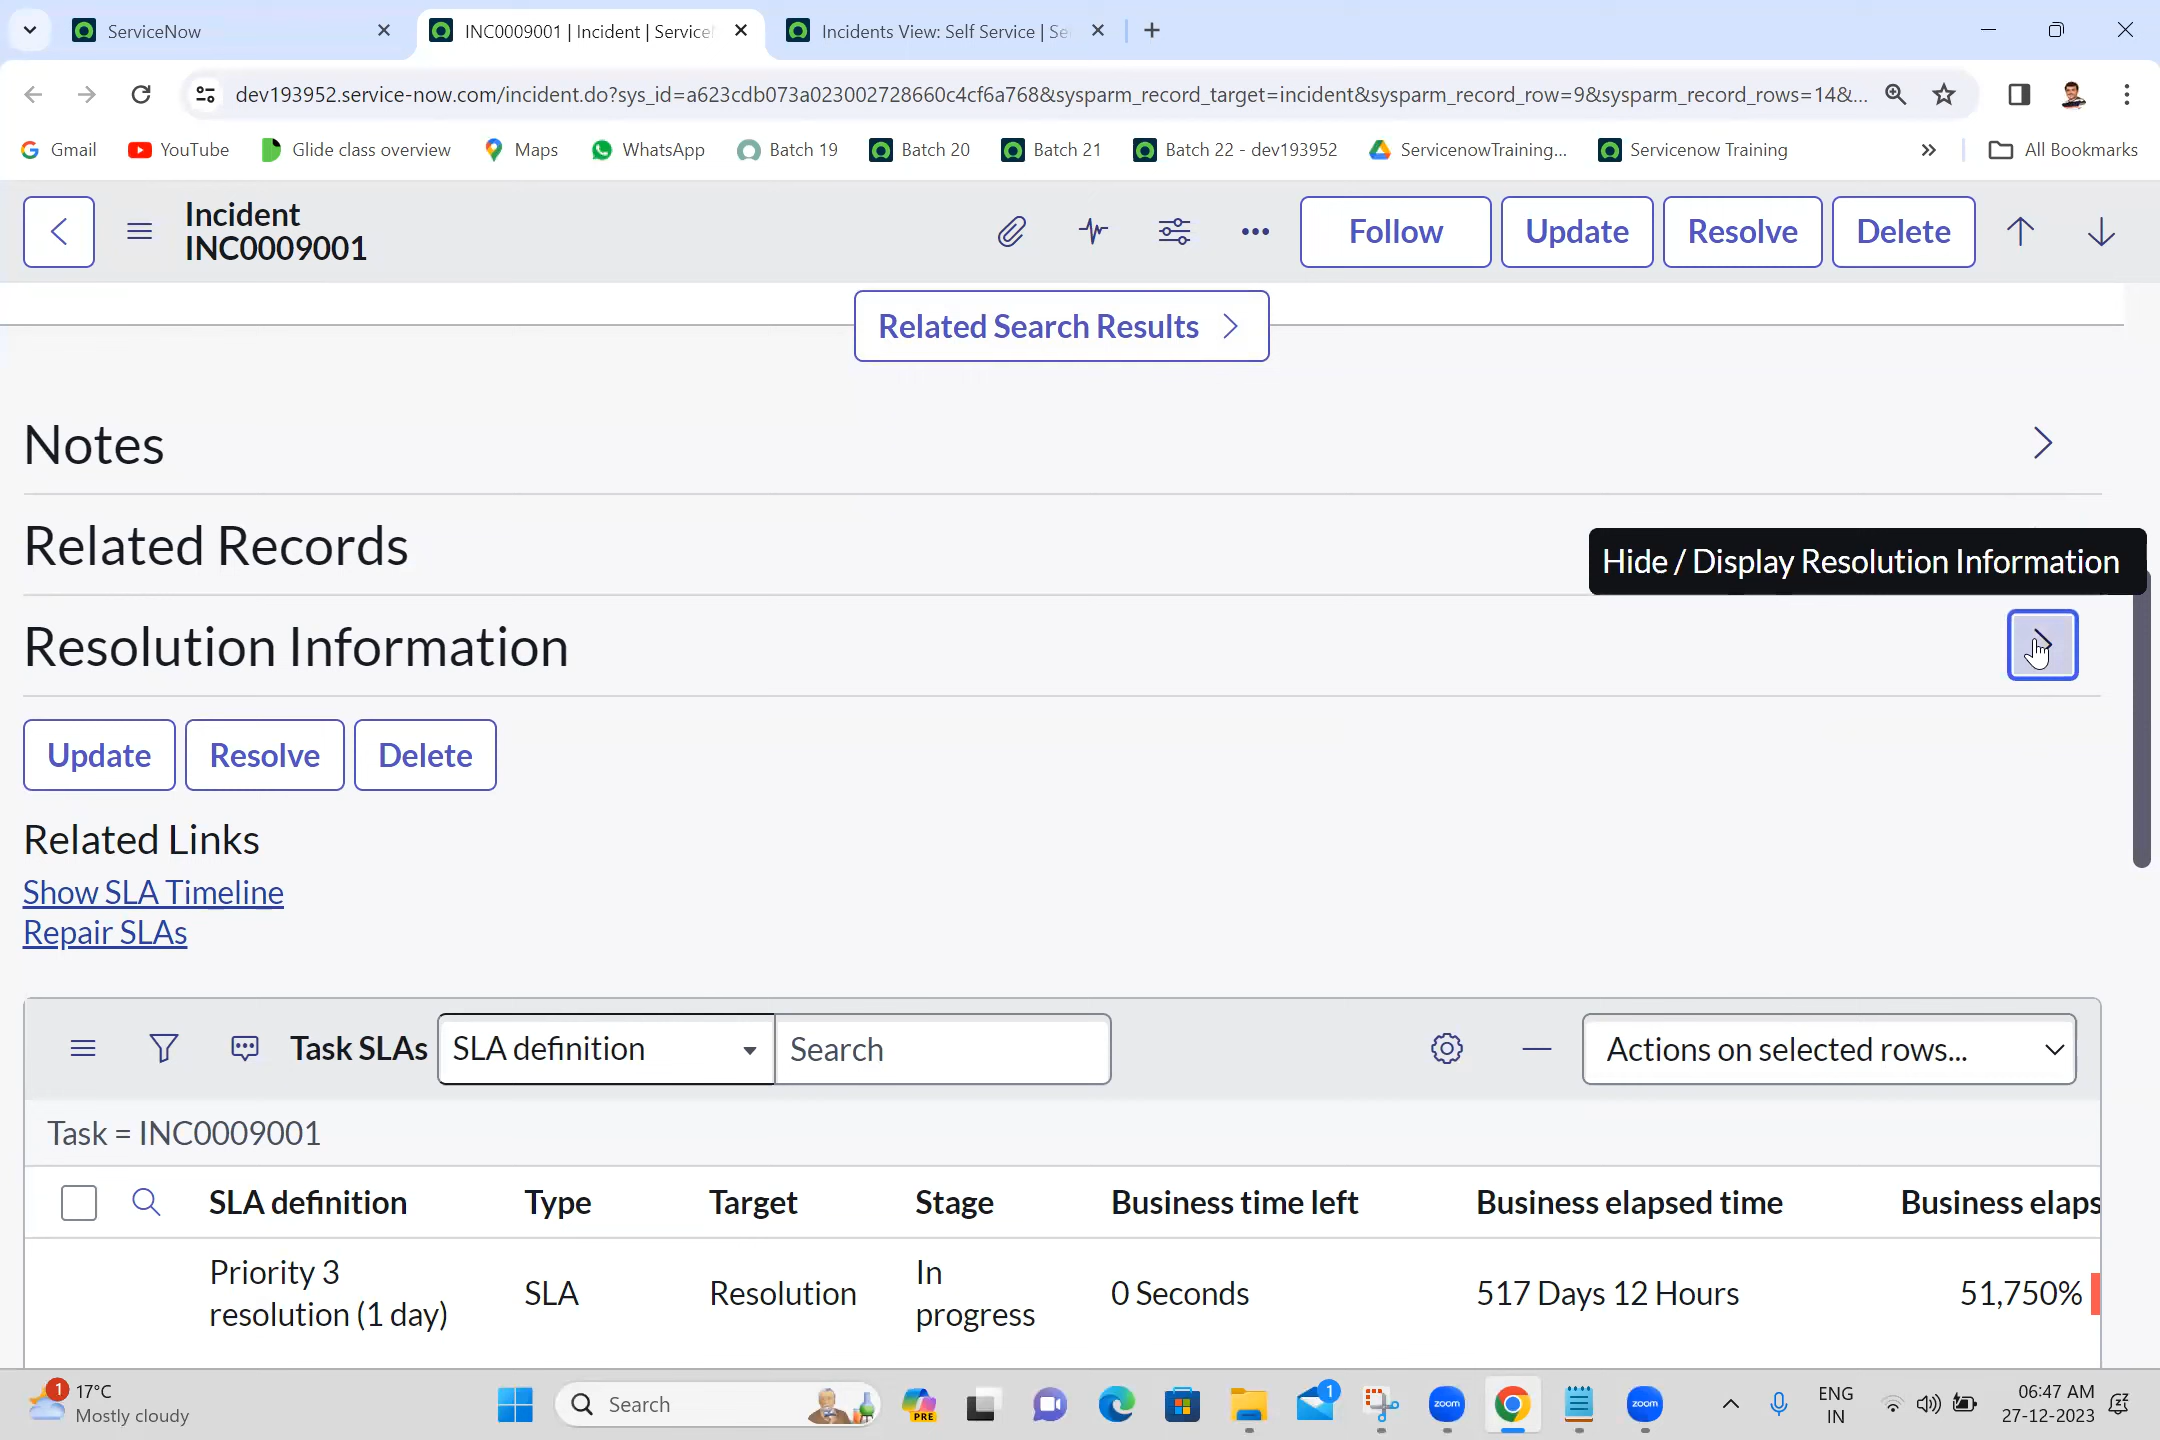 ServiceNow
INC0009001 | Incident | Service
Incidents View: Self Service | Se
dev193952.service-now.com/incident.do?sys_id=a623cdb073a023002728660c4cf6a768&sysparm_record_target=incident&sysparm_record_row=9&sysparm_record_rows=14&...
Gmail YouTube Glide class overview Maps WhatsApp Batch 19 Batch 20 Batch 21 Batch 22 - dev193952 ServicenowTraining... Servicenow Training » All Bookmarks
Incident
INC0009001
Follow Update Resolve Delete
Related Search Results
Notes
Related Records
Hide / Display Resolution Information
Resolution Information
Update Resolve Delete
Related Links
Show SLA Timeline
Repair SLAs
Task SLAs SLA definition Search Actions on selected rows...
Task = INC0009001
SLA definition Type Target Stage Business time left Business elapsed time Business elaps
Priority 3 resolution (1 day) SLA Resolution In progress 0 Seconds 517 Days 12 Hours 51,750%
1 17°C
Mostly cloudy
Search
PRE
1
zoom
zoom
ENG
IN
06:47 AM
27-12-2023